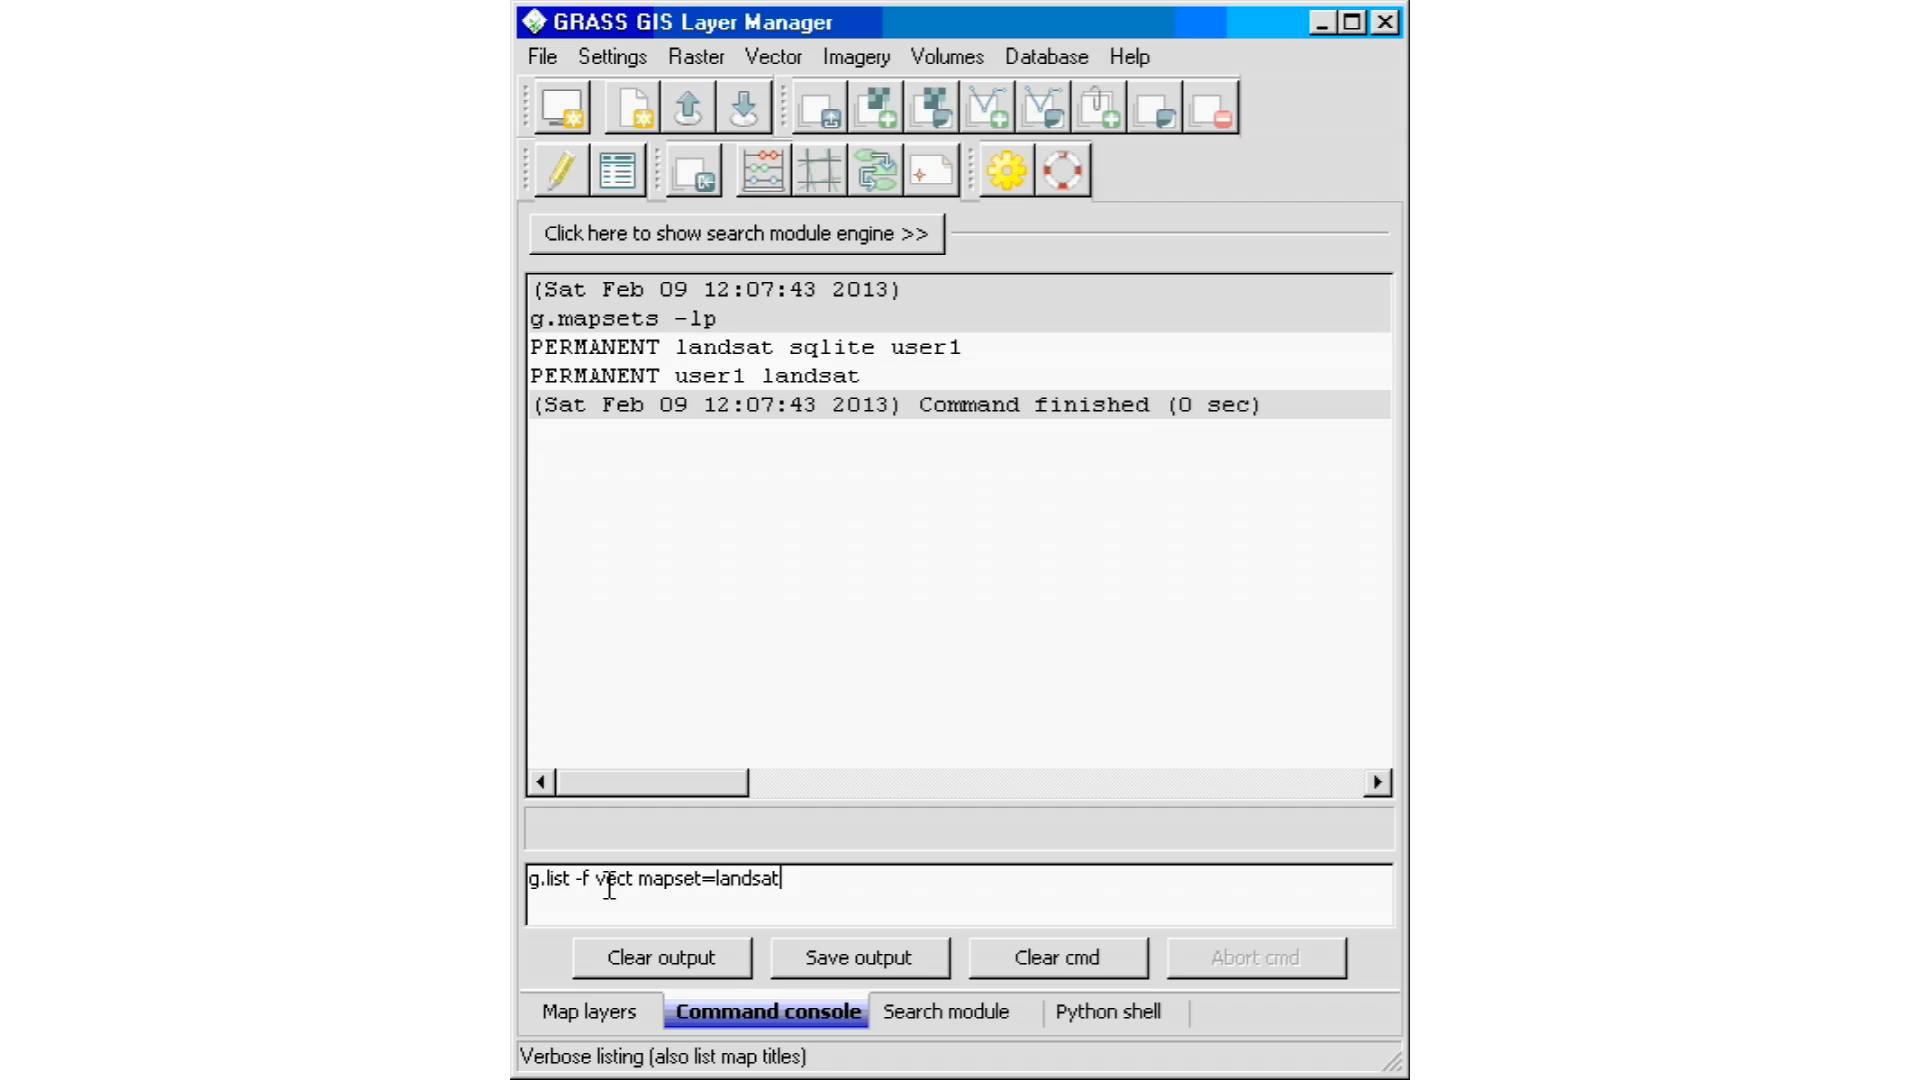 GRASS GIS Layer Manager
File Settings Raster Vector Imagery Volumes Database Help
Click here to show search module engine >>
(Sat Feb 09 12:07:43 2013)
g.mapsets -lp
PERMANENT landsat sqlite user1
PERMANENT user1 landsat
(Sat Feb 09 12:07:43 2013) Command finished (0 sec)
g.list -f vect mapset=landsat
Clear output Save output Clear cmd Abort cmd
Map layers Command console Search module Python shell
Verbose listing (also list map titles)